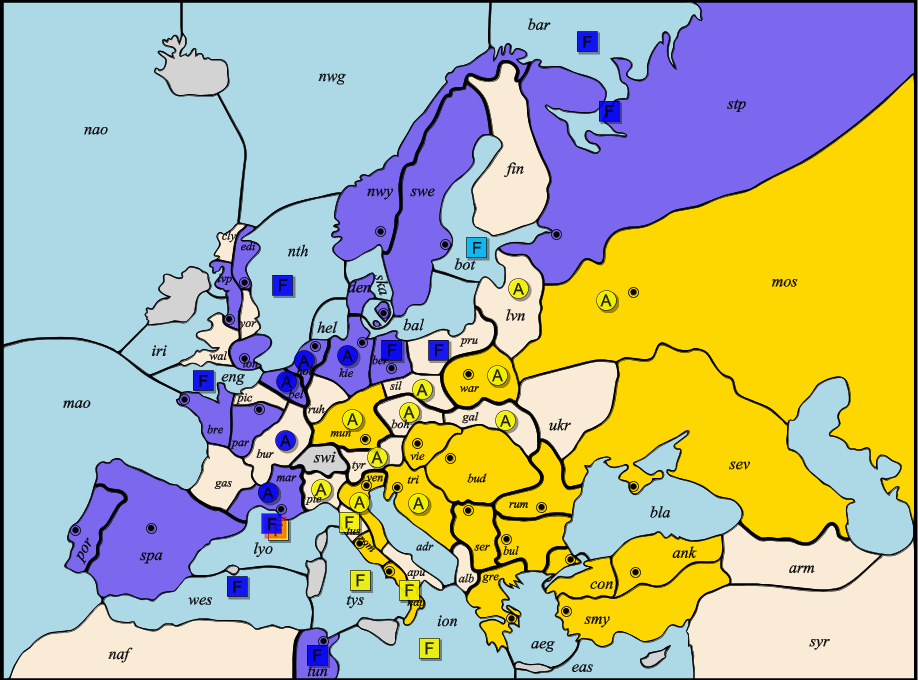 bar
F
nwg
stp
nao
F
fin
nwy
swe
cly
edi
nth
F
bot
lvp
den
ska
F
A
lvn
A
mos
yor
hel
bal
iri
wal
lon
eng
F
A
hol
A
kie
ber
F
F
pru
war
A
mao
bel
A
pic
ruh
sil
A
bre
par
bur
A
mun
A
boh
A
gal
A
ukr
swi
tyr
A
vie
gas
mar
A
pie
A
ven
A
tri
A
bud
rum
sev
por
spa
lyo
F
F
tus
rom
adr
ser
bul
bla
wes
F
tys
F
apu
nap
F
alb
gre
con
ank
arm
ion
F
aeg
smy
syr
naf
F
tun
eas